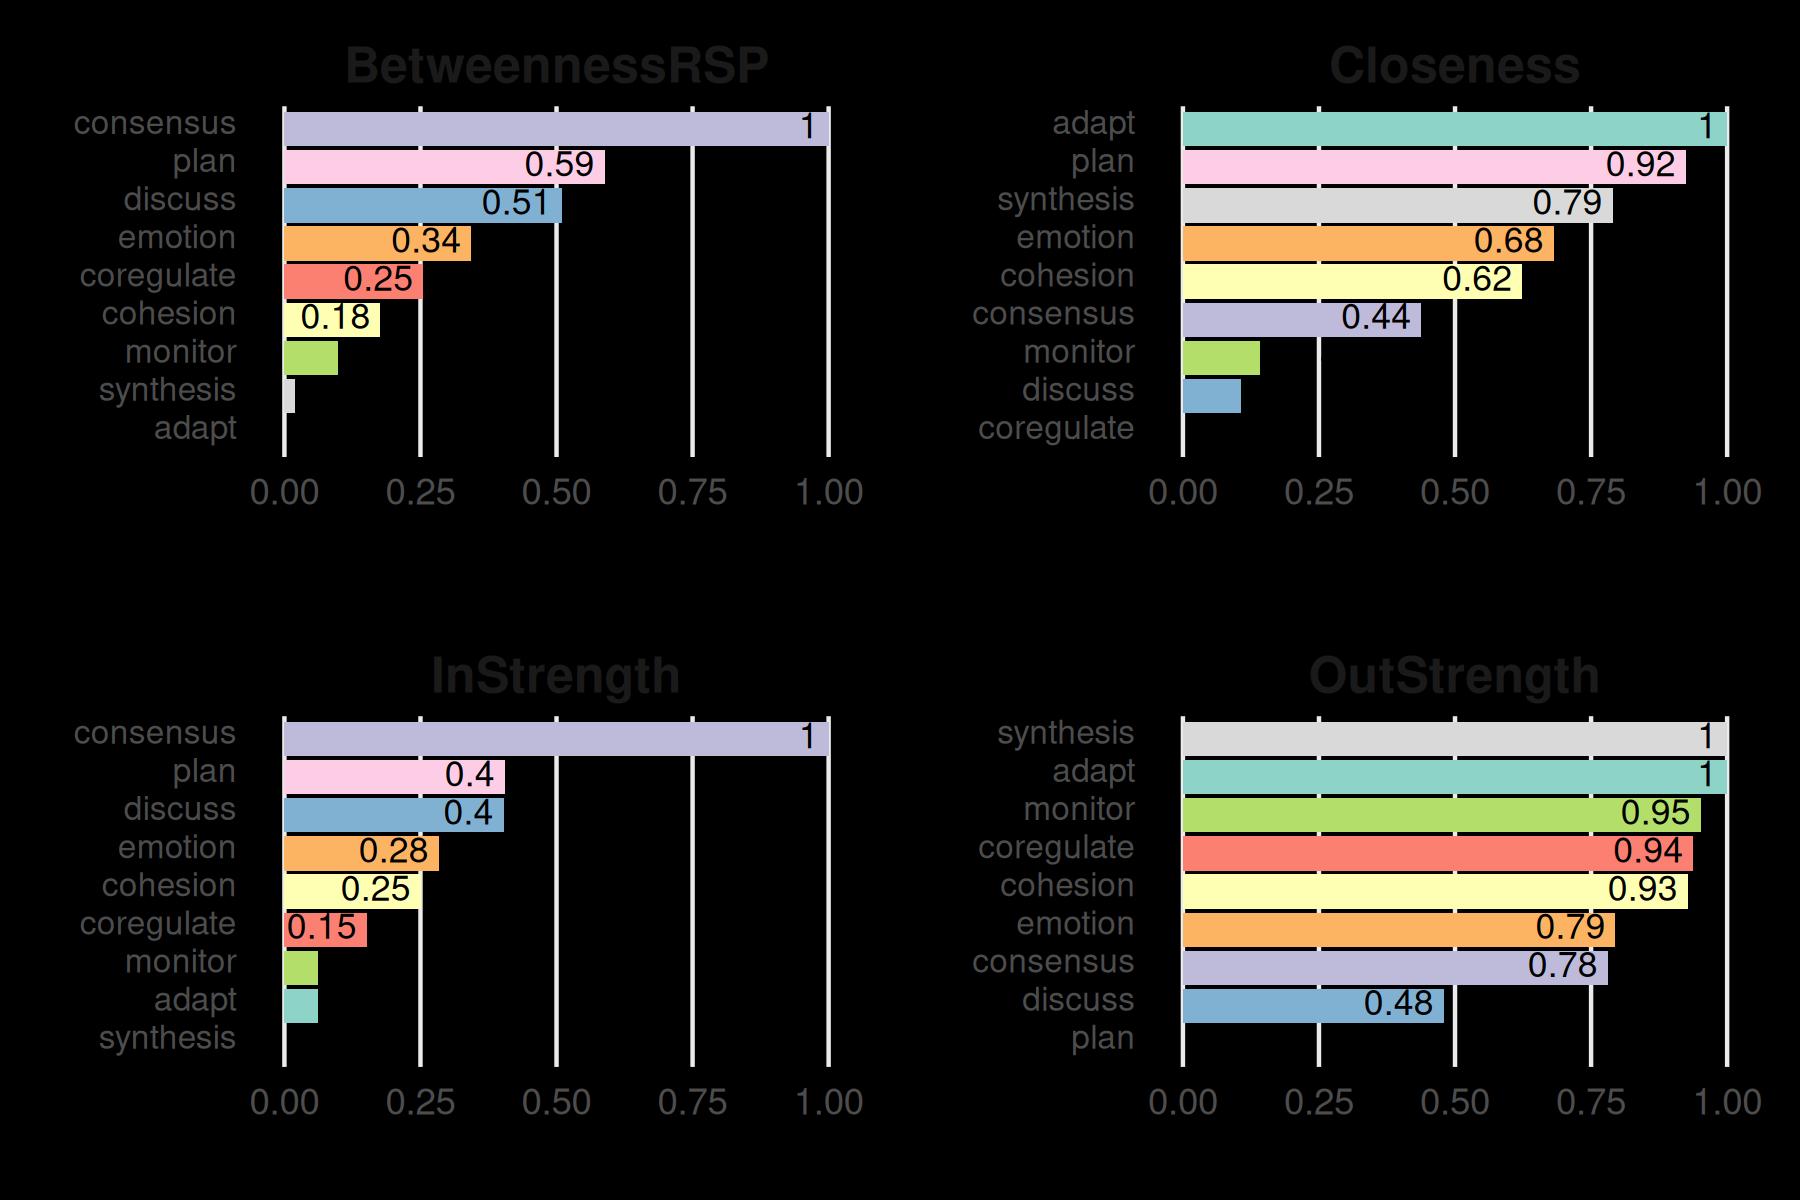 BetweennessRSP
consensus 1
plan 0.59
discuss 0.51
emotion 0.34
coregulate 0.25
cohesion 0.18
monitor
synthesis
adapt
0.00 0.25 0.50 0.75 1.00
Closeness
adapt 1
plan 0.92
synthesis 0.79
emotion 0.68
cohesion 0.62
consensus 0.44
monitor
discuss
coregulate
0.00 0.25 0.50 0.75 1.00
InStrength
consensus 1
plan 0.4
discuss 0.4
emotion 0.28
cohesion 0.25
coregulate 0.15
monitor
adapt
synthesis
0.00 0.25 0.50 0.75 1.00
OutStrength
synthesis 1
adapt 1
monitor 0.95
coregulate 0.94
cohesion 0.93
emotion 0.79
consensus 0.78
discuss 0.48
plan
0.00 0.25 0.50 0.75 1.00